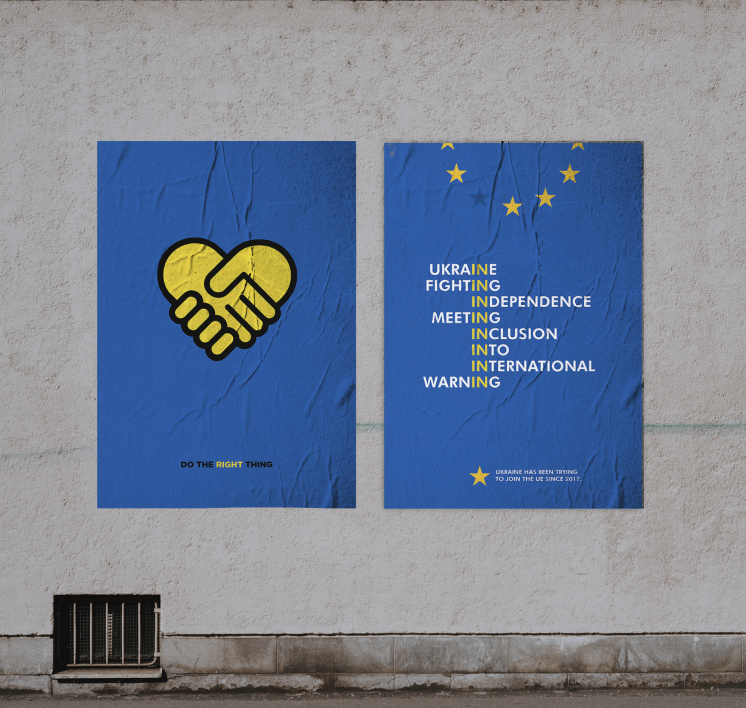 DO THE RIGHT THING
UKRAINE
FIGHTING
INDEPENDENCE
MEETING
INCLUSION
INTO
INTERNATIONAL
WARNING
UKRAINE HAS BEEN TRYING
TO JOIN THE UE SINCE 2017.